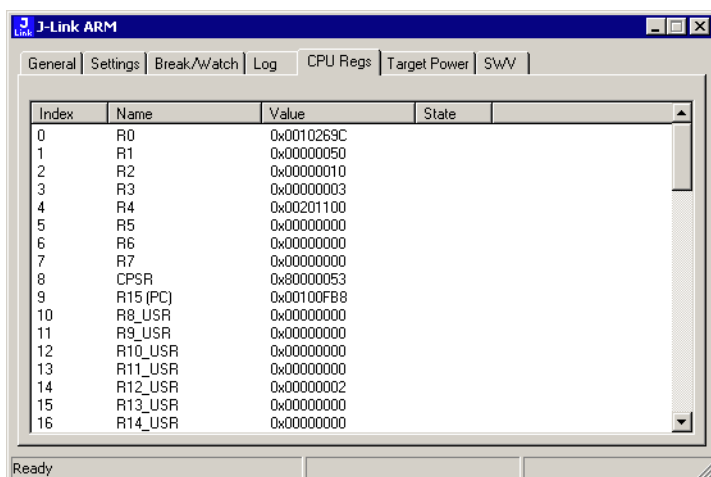 J Link J-Link ARM
General Settings Break/Watch Log CPU Regs Target Power SWV
Index Name Value State
0 R0 0x0010269C
1 R1 0x00000050
2 R2 0x00000010
3 R3 0x00000003
4 R4 0x00201100
5 R5 0x00000000
6 R6 0x00000000
7 R7 0x00000000
8 CPSR 0x80000053
9 R15 (PC) 0x00100FB8
10 R8_USR 0x00000000
11 R9_USR 0x00000000
12 R10_USR 0x00000000
13 R11_USR 0x00000000
14 R12_USR 0x00000002
15 R13_USR 0x00000000
16 R14_USR 0x00000000
Ready